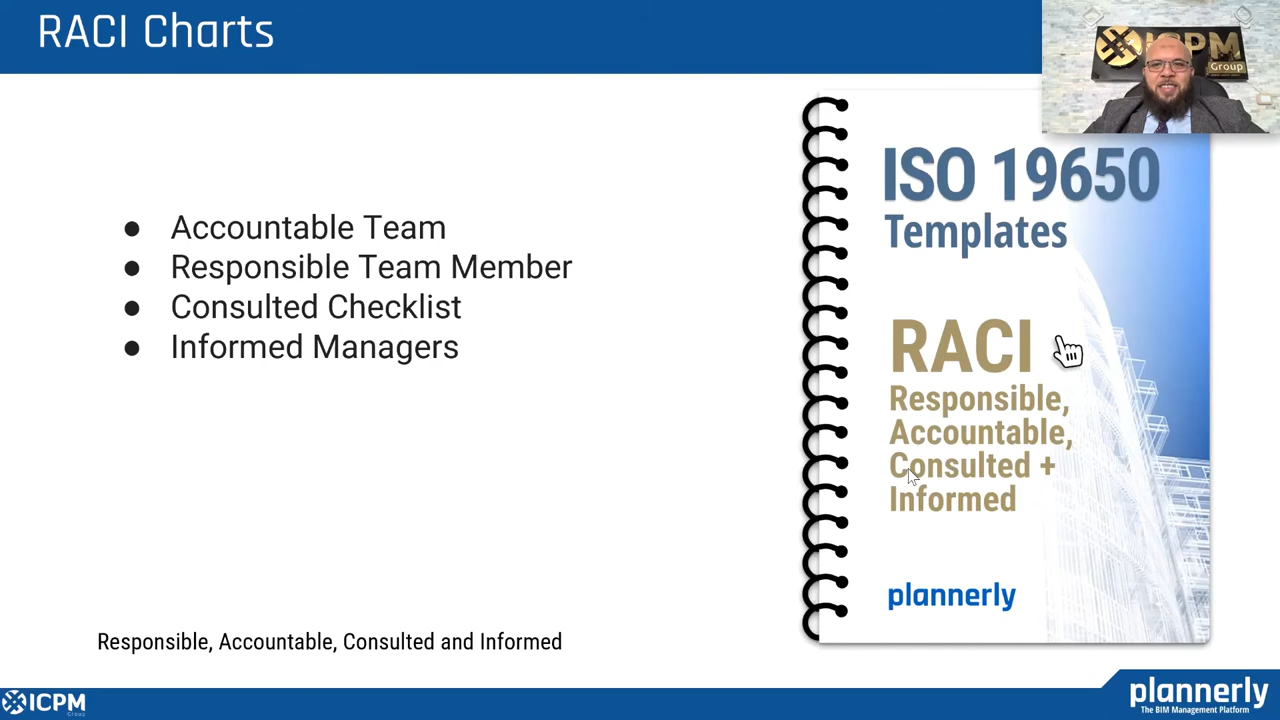 RACI Charts
ICPM
Group
● Accountable Team
● Responsible Team Member
● Consulted Checklist
● Informed Managers
ISO 19650
Templates
RACI
Responsible,
Accountable,
Consulted +
Informed
plannerly
Responsible, Accountable, Consulted and Informed
ICPM
Group
plannerly
The BIM Management Platform